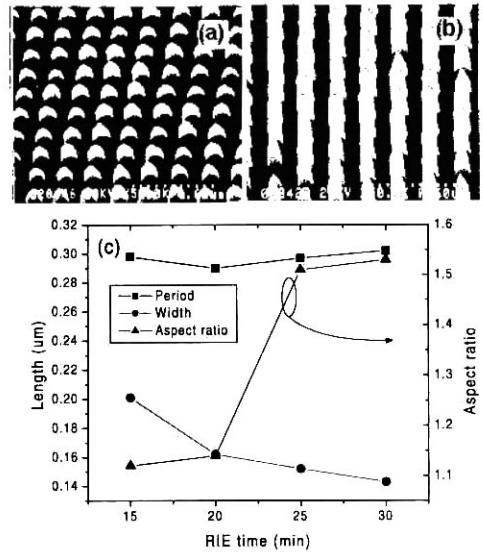 (a)
(b)
(c)
Period
Width
Aspect ratio
Length (um)
0.32
0.30
0.28
0.26
0.24
0.22
0.20
0.18
0.16
0.14
Aspect ratio
1.6
1.5
1.4
1.3
1.2
1.1
15
20
25
30
RIE time (min)